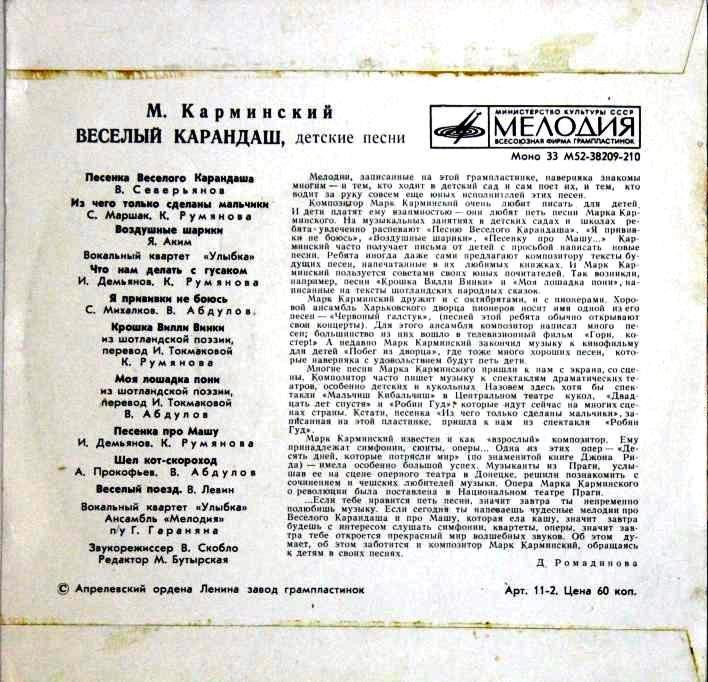 М. Карминский
ВЕСЕЛЫЙ КАРАНДАШ, детские песни
МИНИСТЕРСТВО КУЛЬТУРЫ СССР
МЕЛОДИЯ
ВСЕСОЮЗНАЯ ФИРМА ГРАМПЛАСТИНОК
Моно 33 М52-38209-210
Песенка Веселого Карандаша
В. Северьянов
Из чего только сделаны мальчики
С. Маршак, К. Румянова
Воздушные шарики
Я. Аким
Вокальный квартет «Улыбка»
Что нам делать с гусаком
И. Демьянов, К. Румянова
Я прививки не боюсь
С. Михалков, В. Абдулов
Крошка Вилли Винки
из шотландской поэзии,
перевод И. Токмаковой
К. Румянова
Моя лошадка пони
из шотландской поэзии,
перевод И. Токмаковой
В. Абдулов
Песенка про Машу
И. Демьянов, К. Румянова
Шел кот-скороход
А. Прокофьев, В. Абдулов
Веселый поезд. В. Левин
Вокальный квартет «Улыбка»
Ансамбль «Мелодия»
п/у Г. Гараняна
Звукорежиссер В. Скобло
Редактор М. Бутырская
Мелодии, записанные на этой грампластинке, наверняка знакомы
многим — и тем, кто ходит в детский сад и сам поет их, и тем, кто
водит за руку совсем еще юных исполнителей этих песен.
Композитор Марк Карминский очень любит писать для детей.
И дети платят ему взаимностью — они любят петь песни Марка Кар-
минского. На музыкальных занятиях в детских садах и школах ре-
бята увлеченно распевают «Песню Веселого Карандаша», «Я привив-
ки не боюсь», «Воздушные шарики», «Песенку про Машу...» Кар-
минский часто получает письма от детей с просьбой написать новые
песни. Ребята иногда даже сами предлагают композитору тексты бу-
дущих песен, напечатанные в их любимых книжках. И Марк Кар-
минский пользуется советами своих юных почитателей. Так возникли,
например, песни «Крошка Вилли Винки» и «Моя лошадка пони», на-
писанные на тексты шотландских народных сказок.
Марк Карминский дружит и с октябрятами, и с пионерами. Хоро-
вой ансамбль Харьковского дворца пионеров носит имя одной из его
песен — «Червоный галстук», (песней этой ребята обычно открывают
свои концерты). Для этого ансамбля композитор написал много пе-
сен; большинство из них вошло в телевизионный фильм «Горн, ко-
стер!» А недавно Марк Карминский закончил музыку к кинофильму
для детей «Побег из дворца», где тоже много хороших песен, кото-
рые наверняка с удовольствием будут петь дети.
Многие песни Марка Карминского пришли к нам с экрана, со сце-
ны. Композитор часто пишет музыку к спектаклям драматических те-
атров, особенно детских и кукольных. Назовем здесь хотя бы спек-
такли «Мальчиш Кибальчиш» в Центральном театре кукол, «Двад-
цать лет спустя» и «Робин Гуд», которые идут сейчас на многих сце-
нах страны. Кстати, песенка «Из чего только сделаны мальчики», за-
писанная на этой пластинке, пришла к нам из спектакля «Робин
Гуд».
Марк Карминский известен и как «взрослый» композитор. Ему
принадлежат симфонии, сюиты, оперы... Одна из этих опер — «Де-
сять дней, которые потрясли мир» (по знаменитой книге Джона Ри-
да) — имела особенно большой успех. Музыканты из Праги, услы-
шав ее на сцене оперного театра в Донецке, решили познакомить с
сочинением и чешских любителей музыки. Опера Марка Карминского
о революции была поставлена в Национальном театре Праги.
...Если тебе нравится петь песни, значит завтра ты непременно
полюбишь музыку. Если сегодня ты напеваешь чудесные мелодии про
Веселого Карандаша и про Машу, которая ела кашу, значит завтра
будешь с интересом слушать симфонии, квартеты, оперы, значит зав-
тра тебе откроется прекрасный мир волшебных звуков. Об этом ду-
мает, об этом заботится и композитор Марк Карминский, обращаясь
к детям в своих песнях.
Д. Ромадинова
© Апрелевский ордена Ленина завод грампластинок
Арт. 11-2. Цена 60 коп.